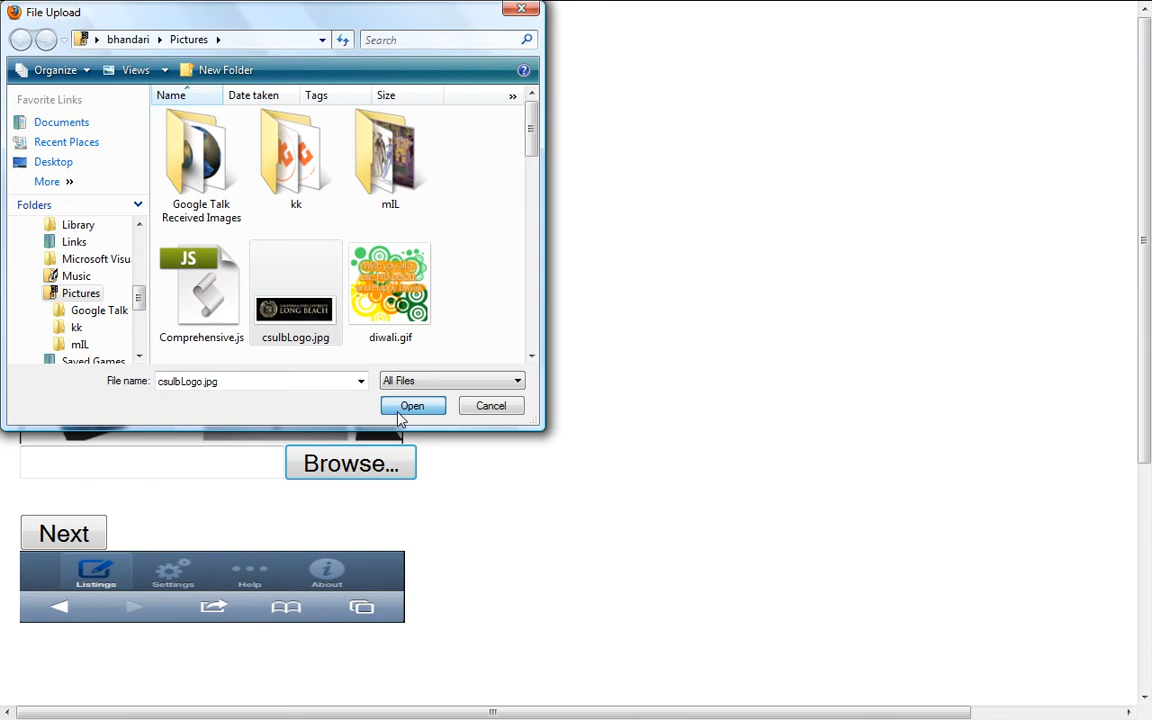 File Upload
bhandari
Pictures
Search
Organize
Views
New Folder
Favorite Links
Name
Date taken
Tags
Size
»
Documents
Recent Places
Desktop
More »
Folders
Google Talk
Received Images
kk
mIL
Library
Links
Microsoft Visu
Music
Pictures
Google Talk
kk
mIL
Saved Games
JS
LONG BEACH
Comprehensive.js
csulbLogo.jpg
diwali.gif
File name:
csulbLogo.jpg
All Files
Open
Cancel
Browse...
Next
Listings
Settings
Help
About